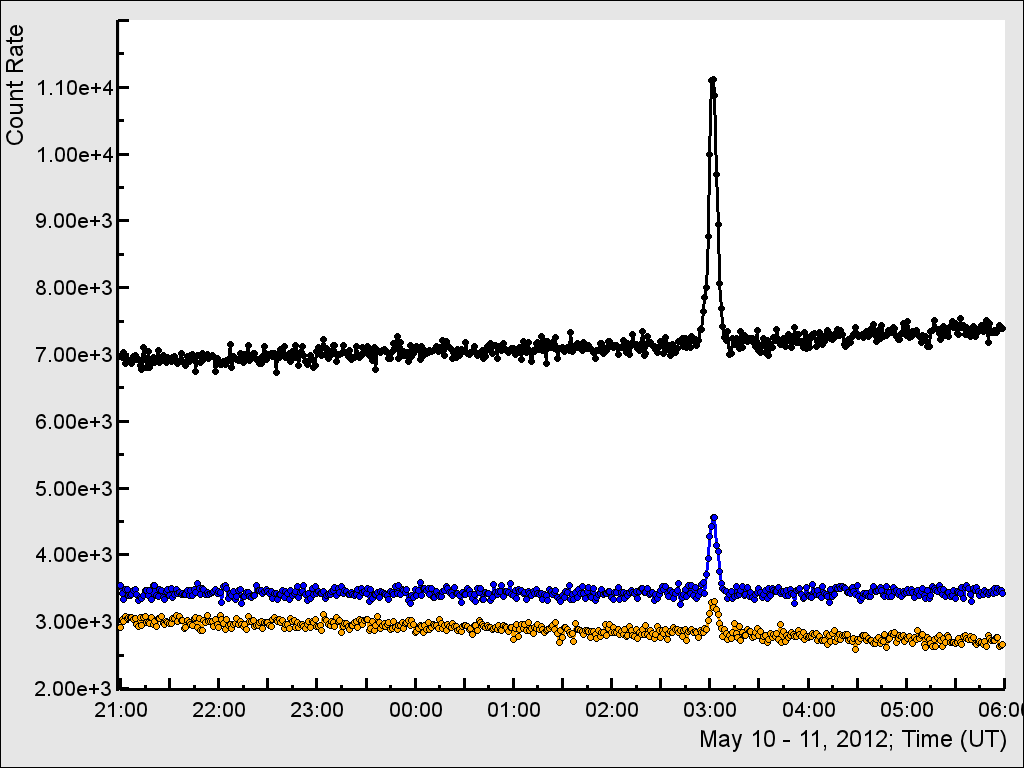 Count Rate
1.10e+4
1.00e+4
9.00e+3
8.00e+3
7.00e+3
6.00e+3
5.00e+3
4.00e+3
3.00e+3
2.00e+3
21:00 22:00 23:00 00:00 01:00 02:00 03:00 04:00 05:00 06:0
May 10 - 11, 2012; Time (UT)